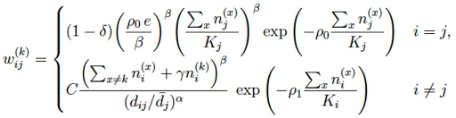 w_{ij}^{(k)} = \begin{cases} (1-\delta)\left(\frac{\rho_0 \, e}{\beta}\right)^{\beta} \left(\frac{\sum_x n_j^{(x)}}{K_j}\right)^{\beta} \exp\left(-\rho_0 \frac{\sum_x n_j^{(x)}}{K_j}\right) & i = j, \\
C \frac{\left(\sum_{x \neq k} n_i^{(x)} + \gamma n_i^{(k)}\right)^{\beta}}{(d_{ij}/\bar{d}_j)^{\alpha}} \exp\left(-\rho_1 \frac{\sum_x n_i^{(x)}}{K_i}\right) & i \neq j \end{cases}